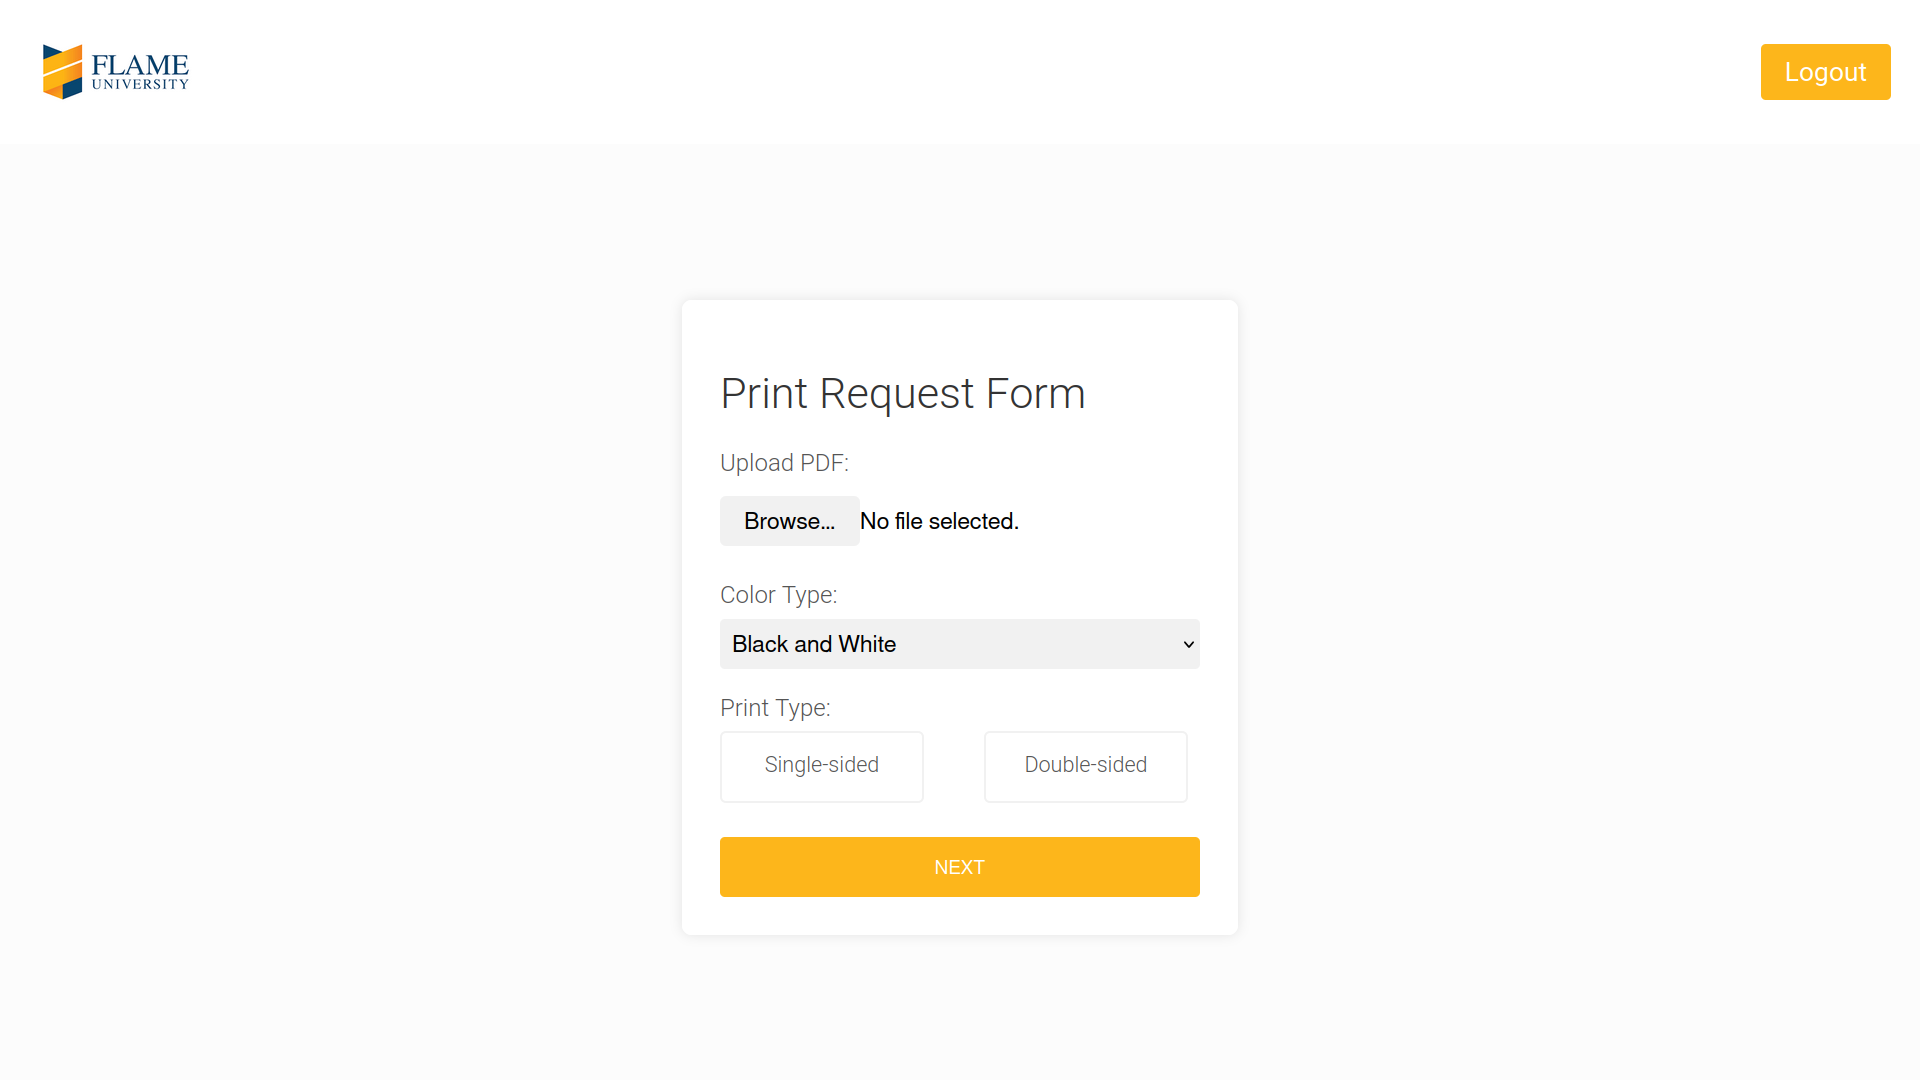 FLAME
UNIVERSITY
Logout
Print Request Form
Upload PDF:
Browse... No file selected.
Color Type:
Black and White
Print Type:
Single-sided Double-sided
NEXT